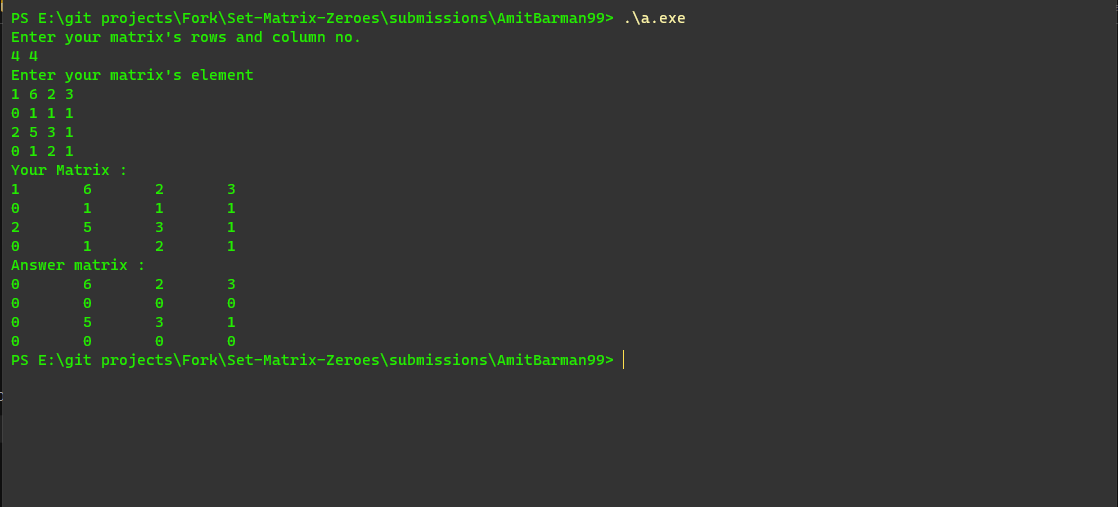 PS E:\git projects\Fork\Set-Matrix-Zeroes\submissions\AmitBarman99> .\a.exe
Enter your matrix's rows and column no.
4 4
Enter your matrix's element
1 6 2 3
0 1 1 1
2 5 3 1
0 1 2 1
Your Matrix :
1 6 2 3
0 1 1 1
2 5 3 1
0 1 2 1
Answer matrix :
0 6 2 3
0 0 0 0
0 5 3 1
0 0 0 0
PS E:\git projects\Fork\Set-Matrix-Zeroes\submissions\AmitBarman99>